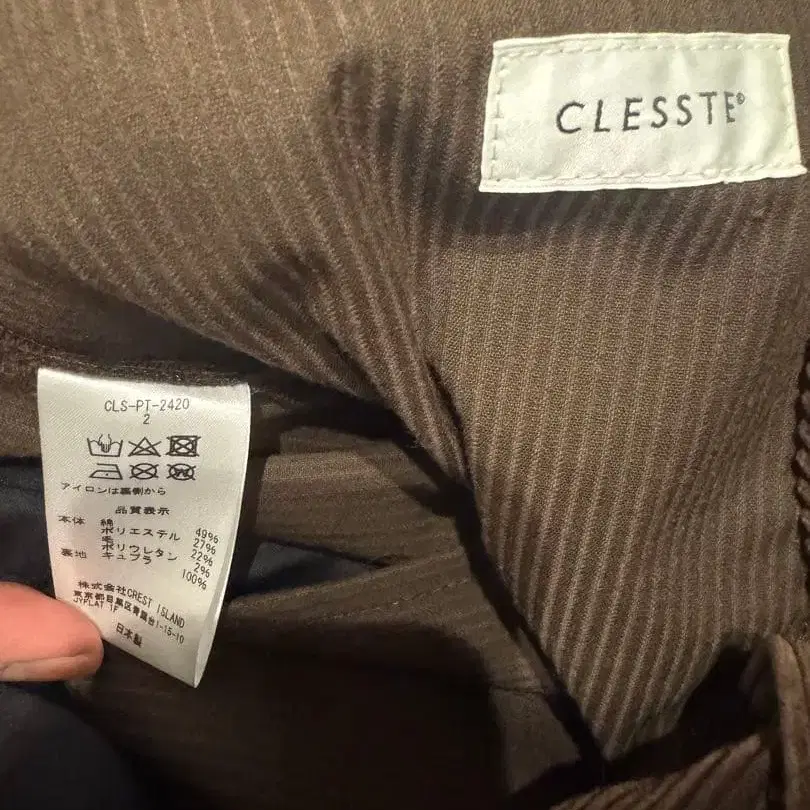 CLESSTE®
CLS-PT-2420
2
アイロンは裏側から
品質表示
本体 綿 49%
ポリエステル 27%
毛 22%
ポリウレタン 2%
裏地 キュプラ 100%
株式会社CREST ISLAND
東京都目黒区青葉台1-15-10
JYFLAT 1F
日本製